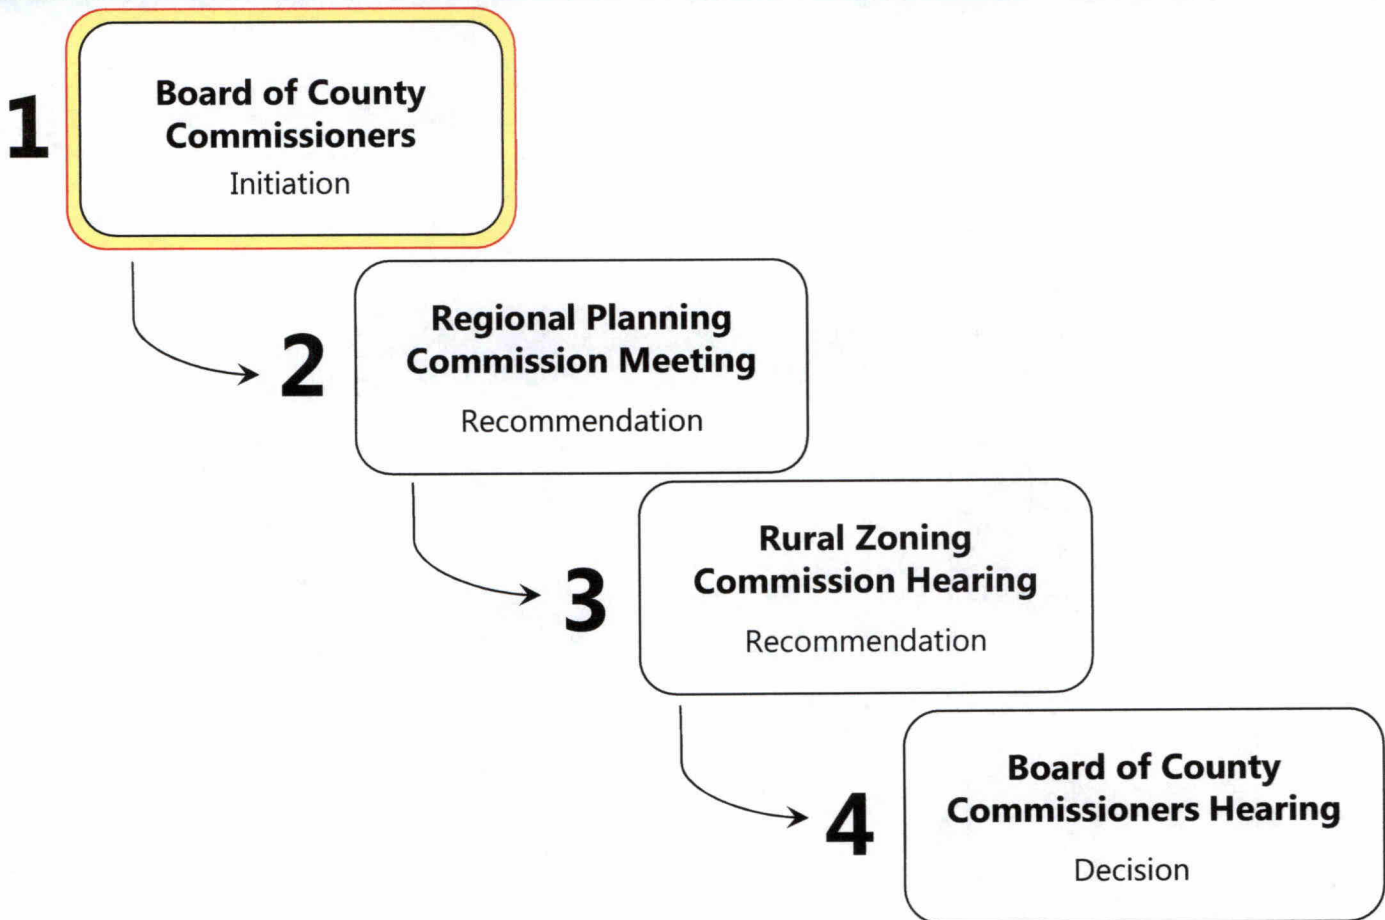 1
Board of County
Commissioners
Initiation
2
Regional Planning
Commission Meeting
Recommendation
3
Rural Zoning
Commission Hearing
Recommendation
4
Board of County
Commissioners Hearing
Decision